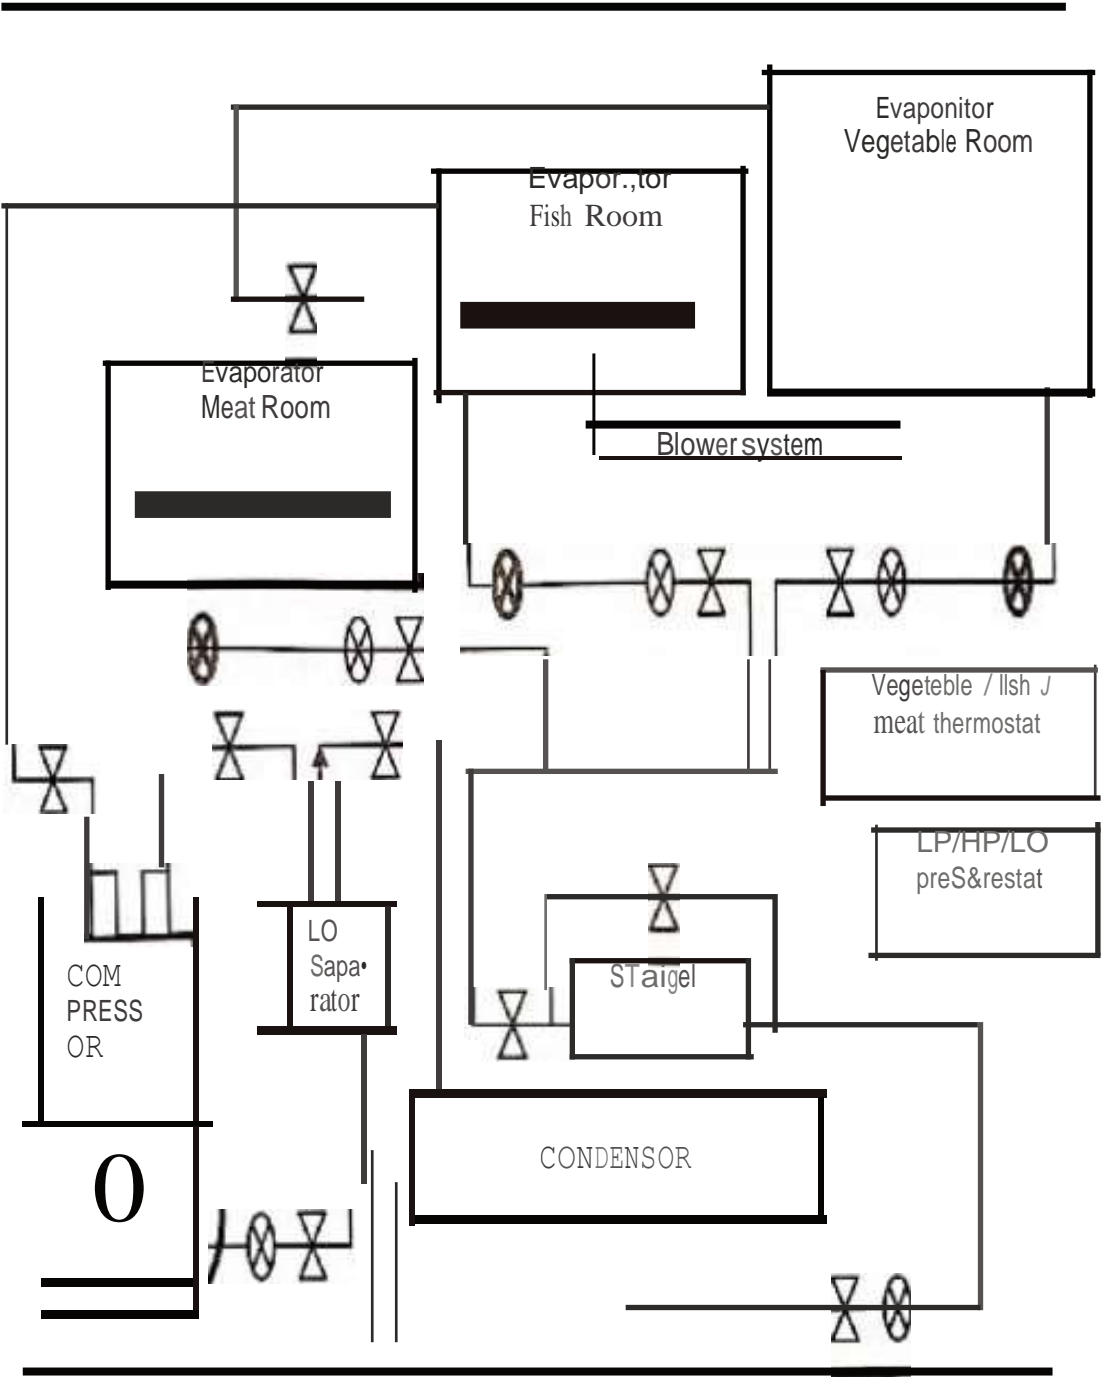 Evaponitor
Vegetable Room
Evapor.,tor
Fish Room
Evaporator
Meat Room
Blower system
Vegeteble / llsh J
meat thermostat
LP/HP/LO
preS&restat
LO
Sapa•
rator
STaigel
COM
PRESS
OR
CONDENSOR
0